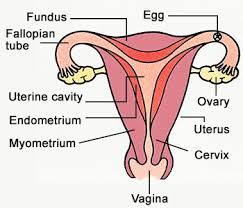 Fundus
Egg
Fallopian
tube
Uterine cavity
Ovary
Endometrium
Uterus
Myometrium
Cervix
Vagina